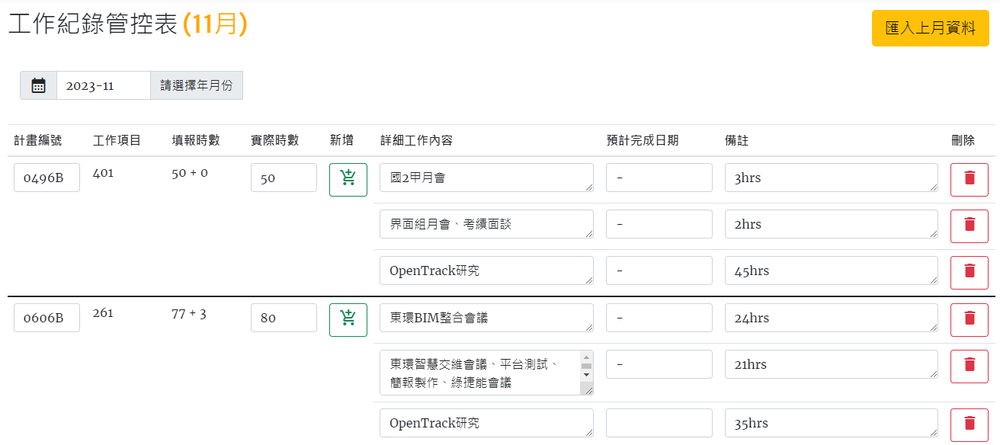 工作紀錄管控表 (11月)
匯入上月資料
2023-11 請選擇年月份
計畫編號 工作項目 填報時數 實際時數 新增 詳細工作內容 預計完成日期 備註 刪除
0496B 401 50 + 0 50 國2甲月會 - 3hrs
界面組月會、考績面談 - 2hrs
OpenTrack研究 - 45hrs
0606B 261 77 + 3 80 東環BIM整合會議 - 24hrs
東環智慧交維會議、平台測試、 - 21hrs
簡報製作、綠捷能會議
OpenTrack研究 35hrs